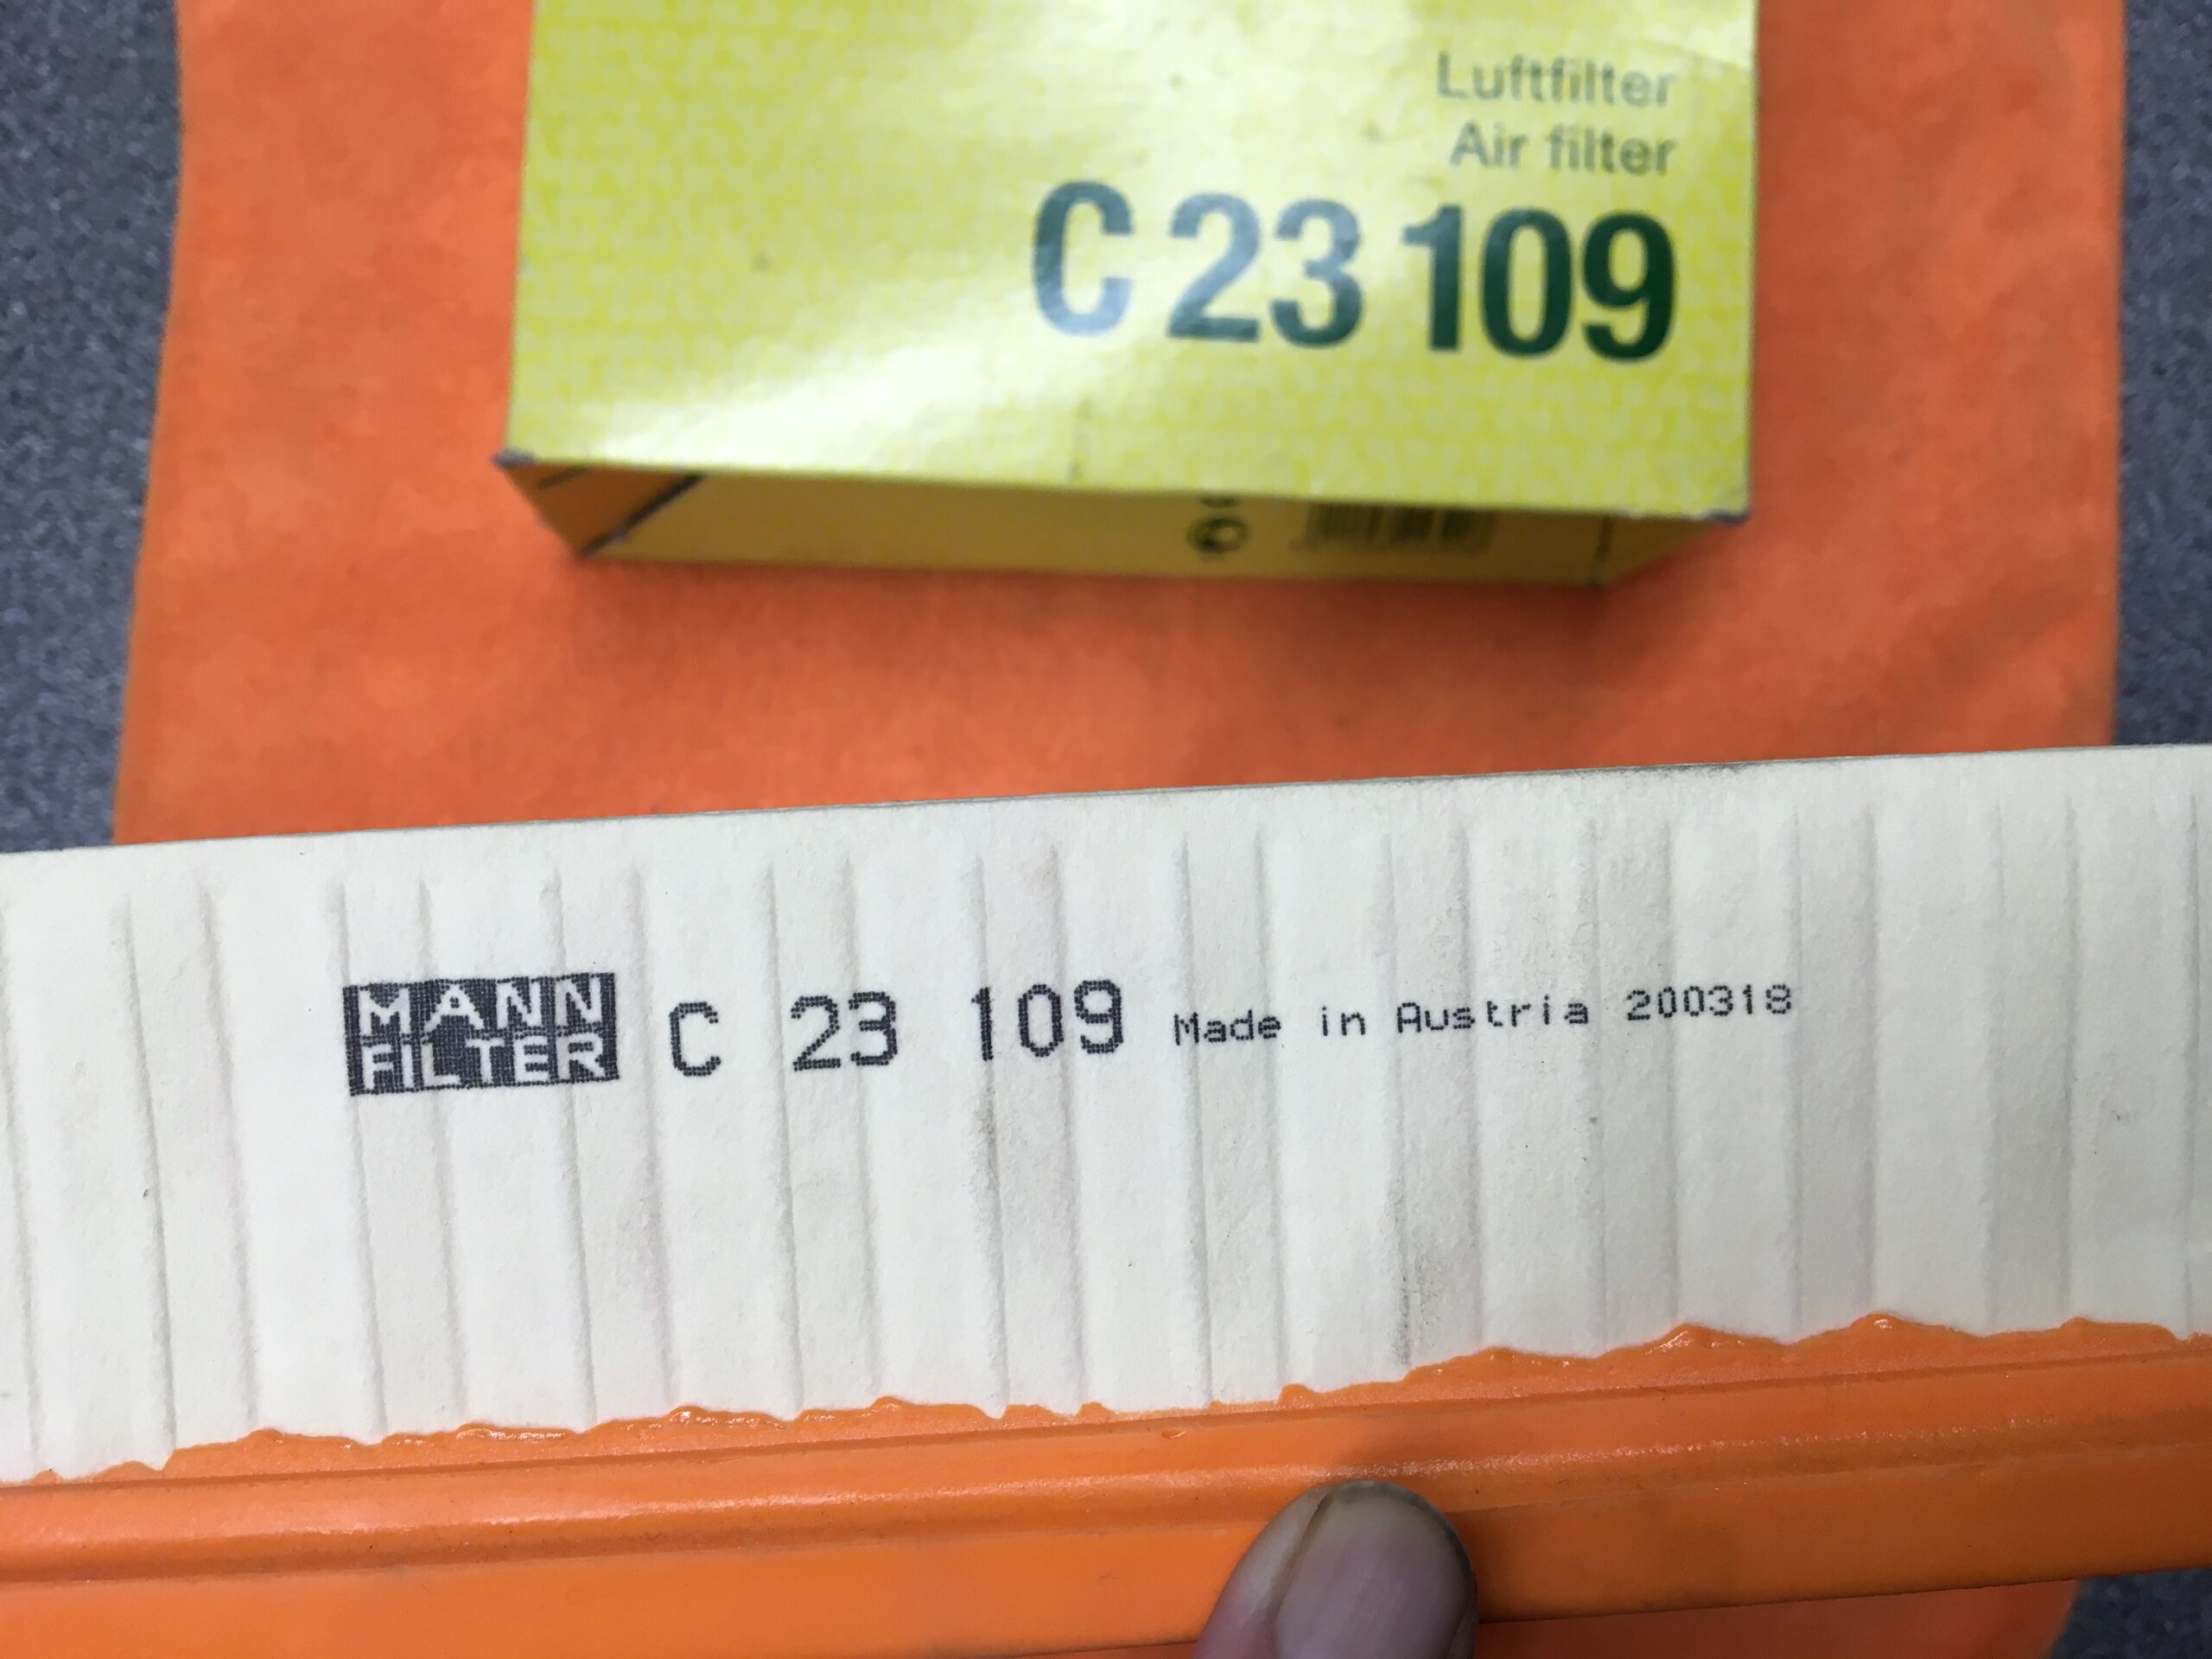 Luftfilter
Air filter
C 23 109
MANN
FILTER
C 23 109 Made in Austria 200318